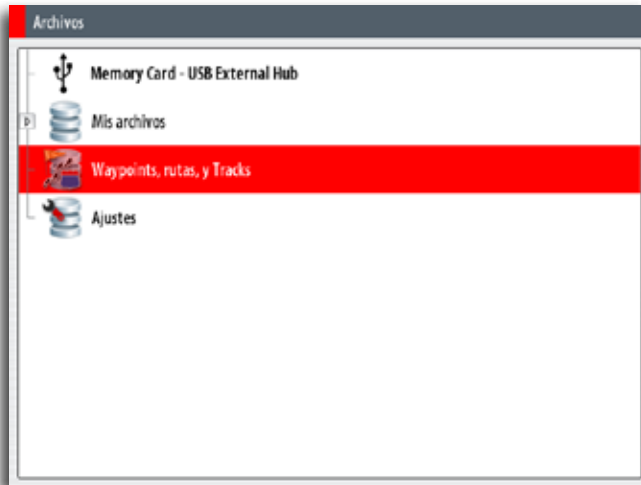 Archivos
Memory Card - USB External Hub
Mis archivos
Waypoints, rutas, y Tracks
Ajustes